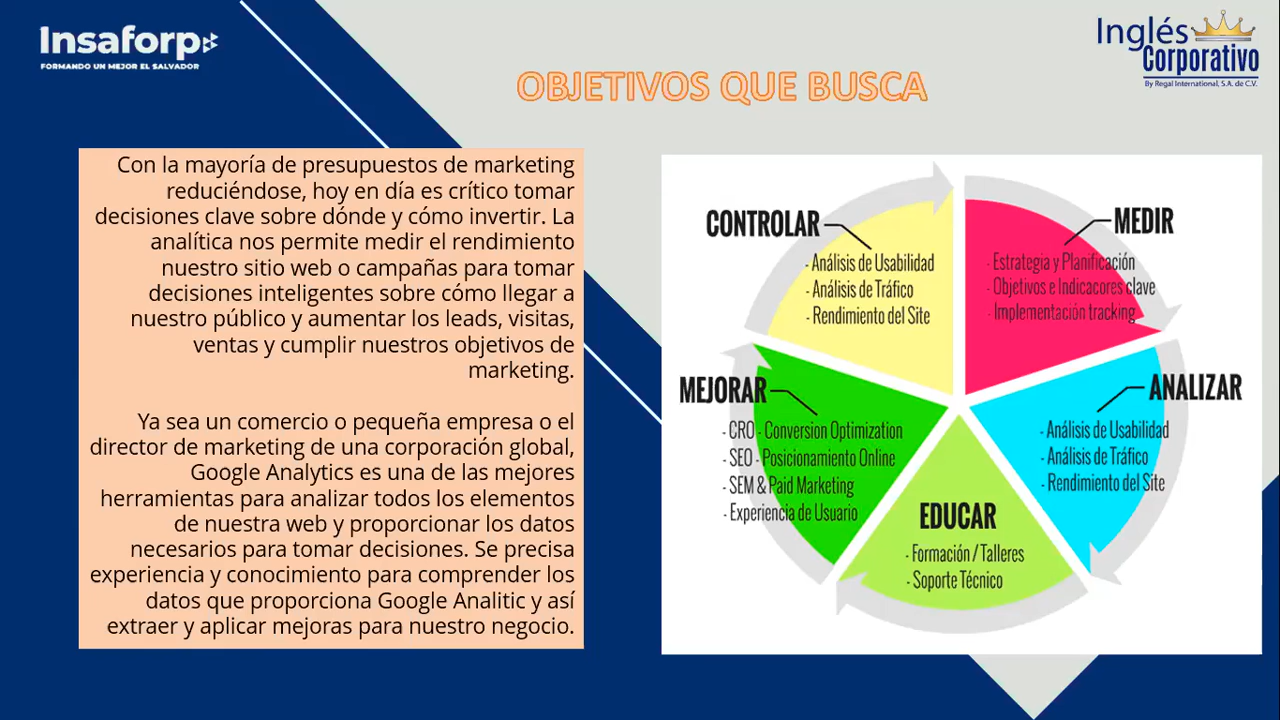 Insaforp
FORMANDO UN MEJOR EL SALVADOR
Inglés
Corporativo
By Regal International, S.A. de C.V.
OBJETIVOS QUE BUSCA
Con la mayoría de presupuestos de marketing
reduciéndose, hoy en día es crítico tomar
decisiones clave sobre dónde y cómo invertir. La
analítica nos permite medir el rendimiento
nuestro sitio web o campañas para tomar
decisiones inteligentes sobre cómo llegar a
nuestro público y aumentar los leads, visitas,
ventas y cumplir nuestros objetivos de
marketing.
Ya sea un comercio o pequeña empresa o el
director de marketing de una corporación global,
Google Analytics es una de las mejores
herramientas para analizar todos los elementos
de nuestra web y proporcionar los datos
necesarios para tomar decisiones. Se precisa
experiencia y conocimiento para comprender los
datos que proporciona Google Analitic y así
extraer y aplicar mejoras para nuestro negocio.
CONTROLAR
- Análisis de Usabilidad
- Análisis de Tráfico
- Rendimiento del Site
MEDIR
- Estrategia y Planificación
- Objetivos e Indicacores clave
- Implementación tracking
MEJORAR
- CRO - Conversion Optimization
- SEO - Posicionamiento Online
- SEM & Paid Marketing
- Experiencia de Usuario
ANALIZAR
- Análisis de Usabilidad
- Análisis de Tráfico
- Rendimiento del Site
EDUCAR
- Formación / Talleres
- Soporte Técnico